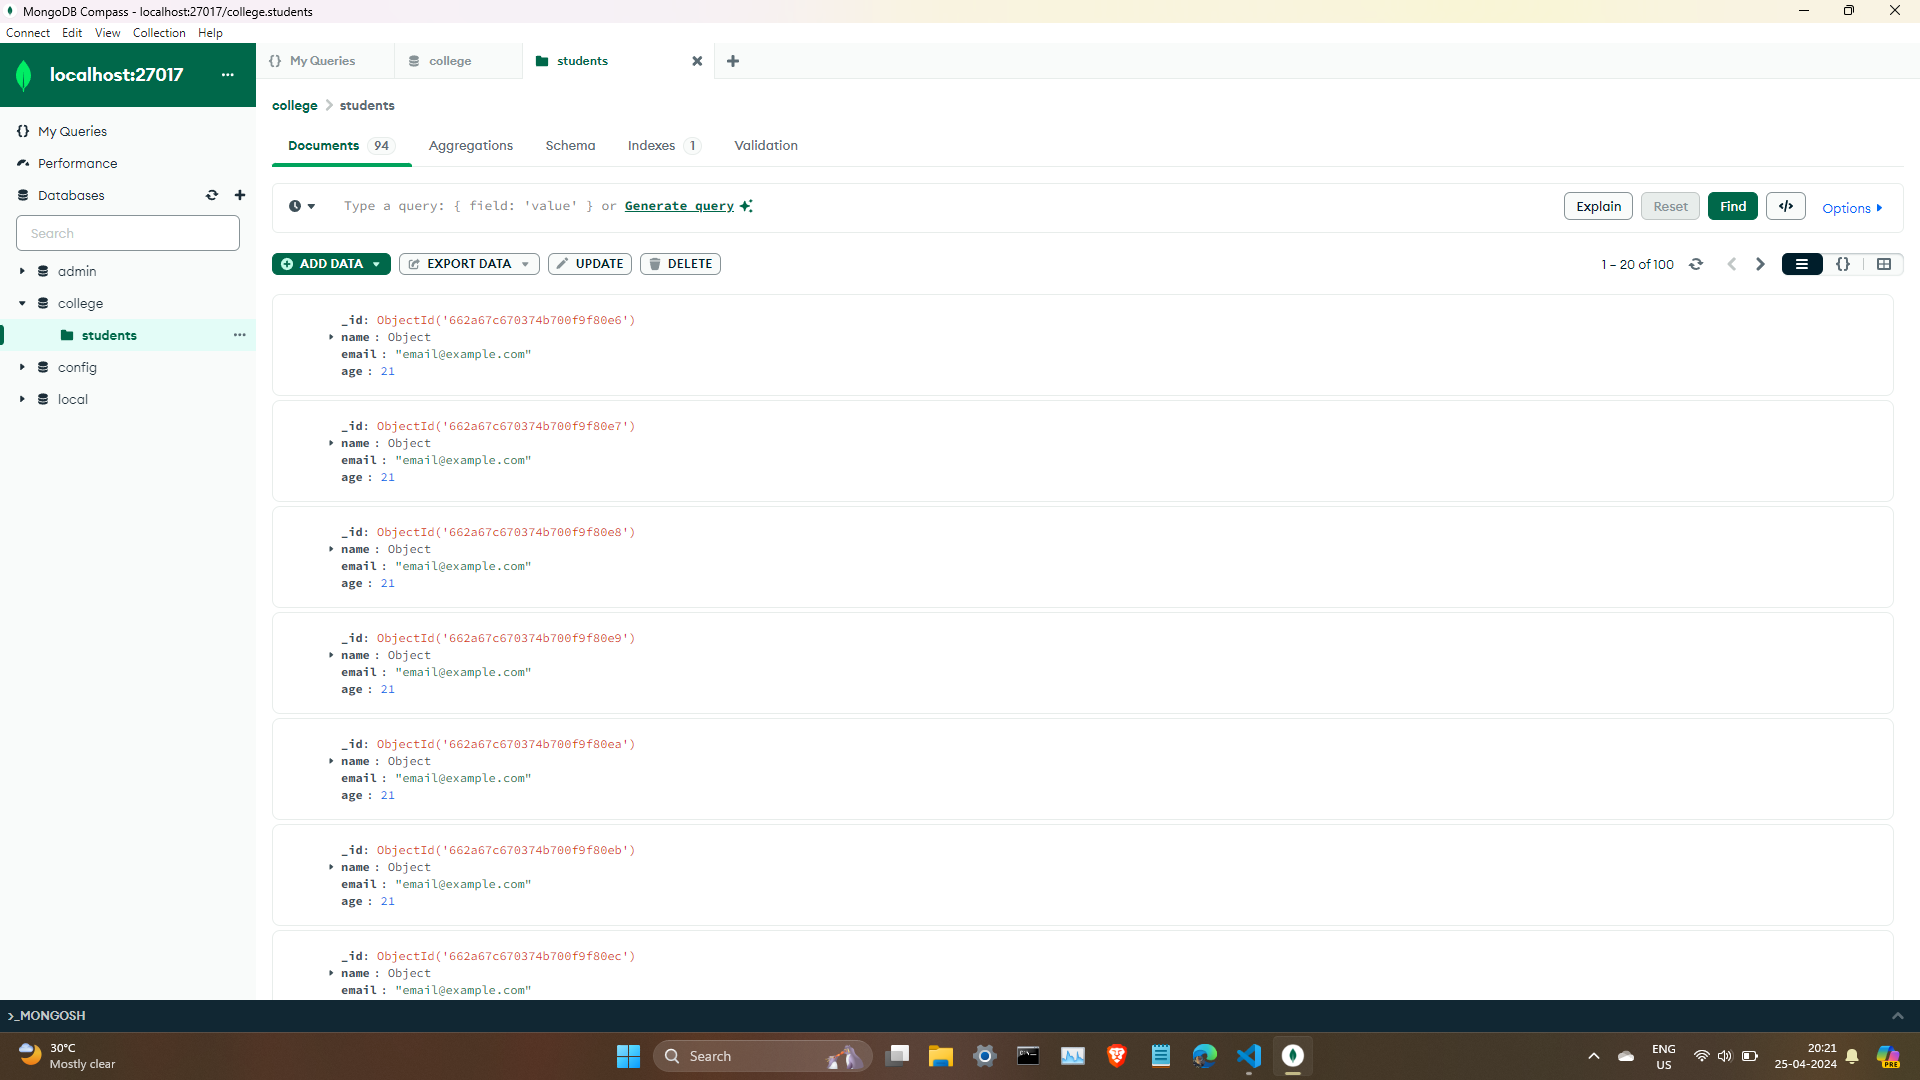 MongoDB Compass - localhost:27017/college.students
Connect Edit View Collection Help
localhost:27017 ...
{} My Queries
college
students
{} My Queries
Performance
Databases
Search
admin
college
students
config
local
college > students
Documents 94 Aggregations Schema Indexes 1 Validation
Type a query: { field: 'value' } or Generate query
Explain Reset Find </> Options
ADD DATA EXPORT DATA UPDATE DELETE
1 – 20 of 100 {}
_id: ObjectId('662a67c670374b700f9f80e6')
name : Object
email : "email@example.com"
age : 21
_id: ObjectId('662a67c670374b700f9f80e7')
name : Object
email : "email@example.com"
age : 21
_id: ObjectId('662a67c670374b700f9f80e8')
name : Object
email : "email@example.com"
age : 21
_id: ObjectId('662a67c670374b700f9f80e9')
name : Object
email : "email@example.com"
age : 21
_id: ObjectId('662a67c670374b700f9f80ea')
name : Object
email : "email@example.com"
age : 21
_id: ObjectId('662a67c670374b700f9f80eb')
name : Object
email : "email@example.com"
age : 21
_id: ObjectId('662a67c670374b700f9f80ec')
name : Object
email : "email@example.com"
>_MONGOSH
30°C
Mostly clear
Search
ENG
US
20:21
25-04-2024
PRE